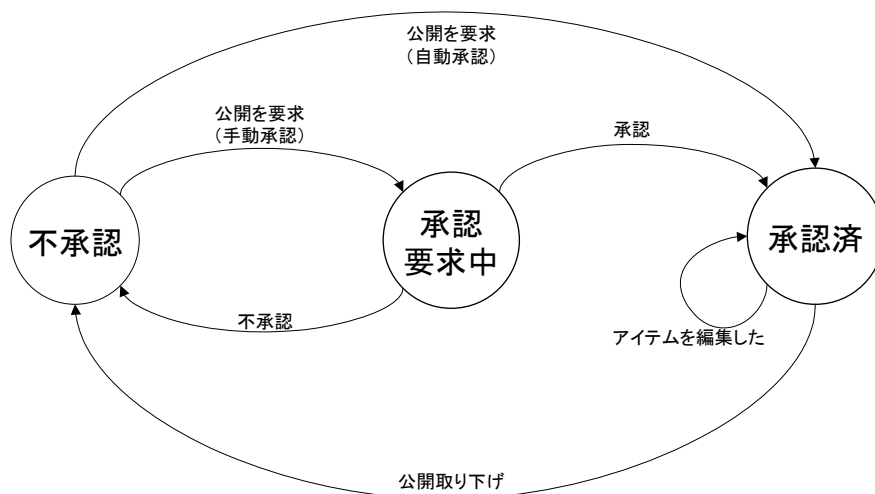 公開を要求
（自動承認）
公開を要求
（手動承認）
承認
不承認
承認
要求中
承認済
不承認
アイテムを編集した
公開取り下げ